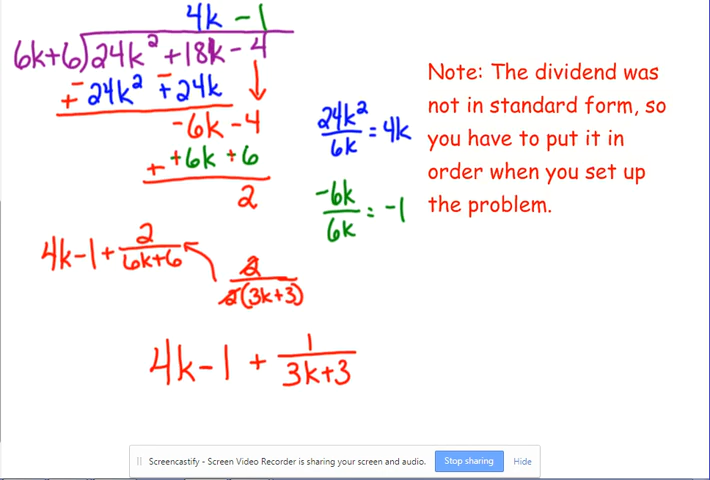 4k - 1
6k+6)24k² +18k - 4
+ - 24k² + - 24k
-6k - 4
+ +6k +6
2
24k²/6k = 4k
-6k/6k = -1
Note: The dividend was
not in standard form, so
you have to put it in
order when you set up
the problem.
4k-1 + 2/6k+6
2/2(3k+3)
4k-1 + 1/3k+3
Screencastify - Screen Video Recorder is sharing your screen and audio. Stop sharing Hide